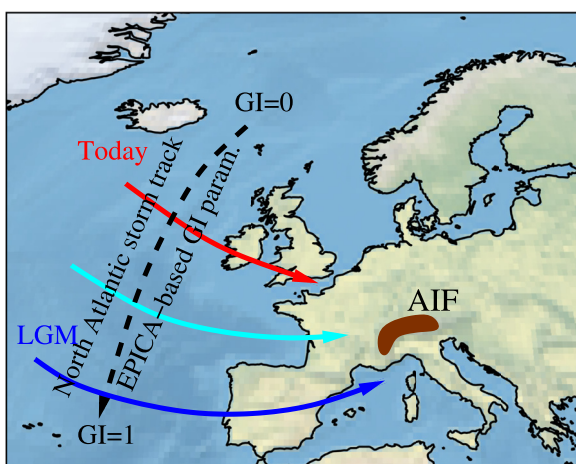 GI=0
Today
North Atlantic storm track
EPICA-based GI param.
AIF
LGM
GI=1